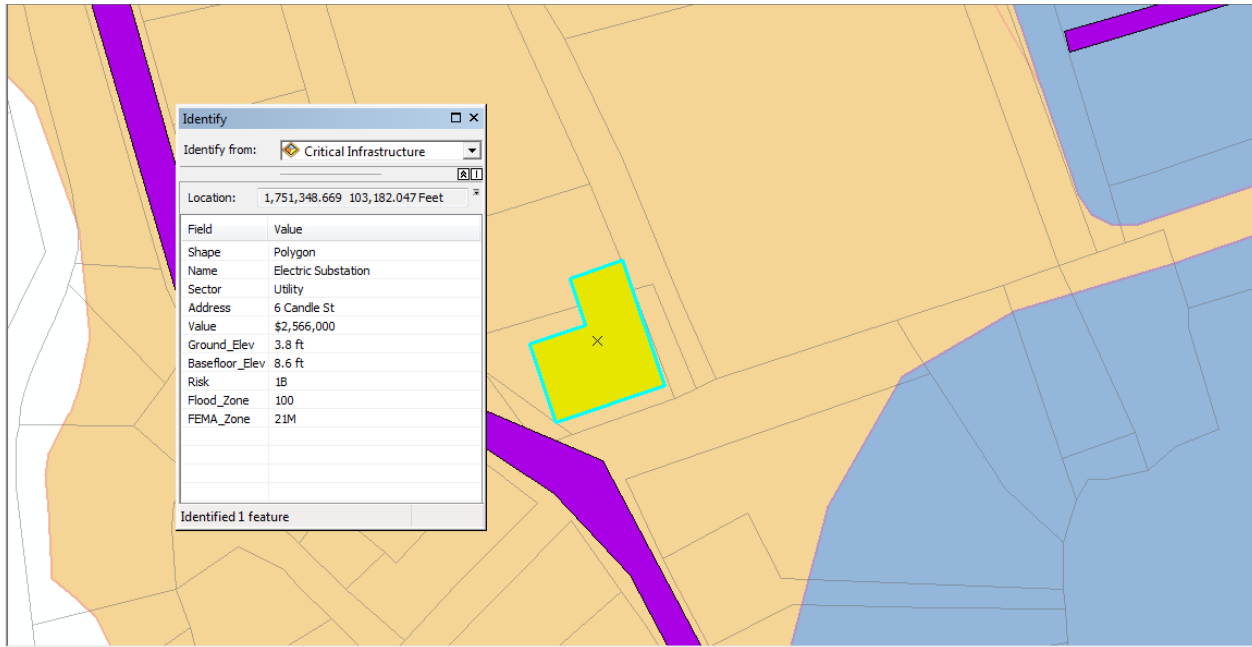 Identify
Identify from: Critical Infrastructure
Location: 1,751,348.669 103,182.047 Feet
Field Value
Shape Polygon
Name Electric Substation
Sector Utility
Address 6 Candle St
Value $2,566,000
Ground_Elev 3.8 ft
Basefloor_Elev 8.6 ft
Risk 1B
Flood_Zone 100
FEMA_Zone 21M
Identified 1 feature